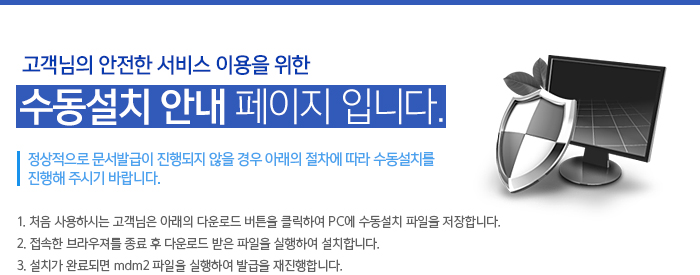 고객님의 안전한 서비스 이용을 위한
수동설치 안내 페이지 입니다.
정상적으로 문서발급이 진행되지 않을 경우 아래의 절차에 따라 수동설치를
진행해 주시기 바랍니다.
1. 처음 사용하시는 고객님은 아래의 다운로드 버튼을 클릭하여 PC에 수동설치 파일을 저장합니다.
2. 접속한 브라우져를 종료 후 다운로드 받은 파일을 실행하여 설치합니다.
3. 설치가 완료되면 mdm2 파일을 실행하여 발급을 재진행합니다.